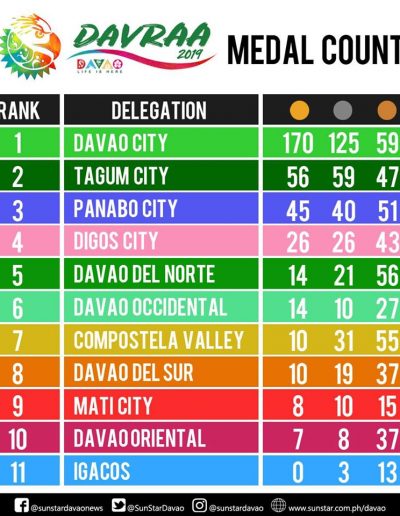 DAVRAA
2019
DAVAO
LIFE IS HERE
MEDAL COUNT
RANK DELEGATION
1 DAVAO CITY 170 125 59
2 TAGUM CITY 56 59 47
3 PANABO CITY 45 40 51
4 DIGOS CITY 26 26 43
5 DAVAO DEL NORTE 14 21 56
6 DAVAO OCCIDENTAL 14 10 27
7 COMPOSTELA VALLEY 10 31 55
8 DAVAO DEL SUR 10 19 37
9 MATI CITY 8 10 15
10 DAVAO ORIENTAL 7 8 37
11 IGACOS 0 3 13
@sunstardavaonews @SunStarDavao @sunstardavao www.sunstar.com.ph/davao